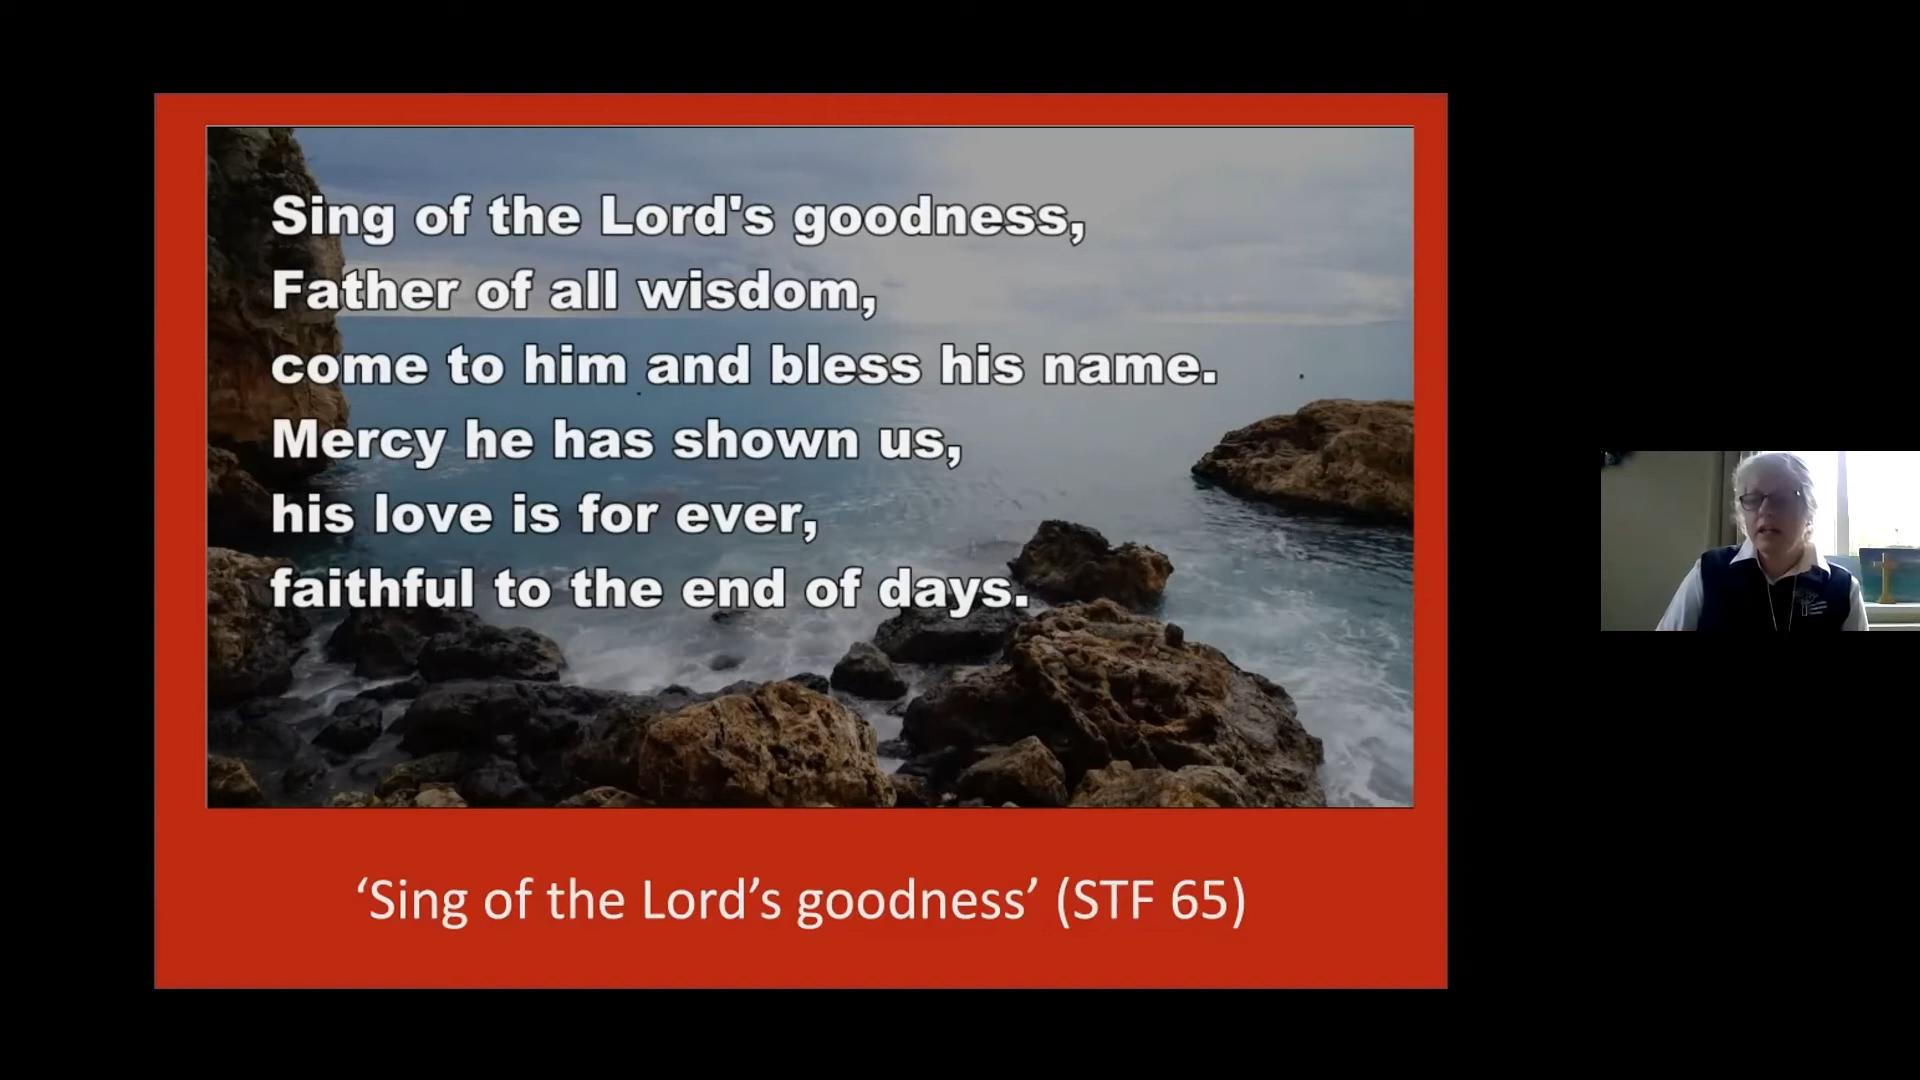 Sing of the Lord's goodness,
Father of all wisdom,
come to him and bless his name.
Mercy he has shown us,
his love is for ever,
faithful to the end of days.
‘Sing of the Lord’s goodness’ (STF 65)